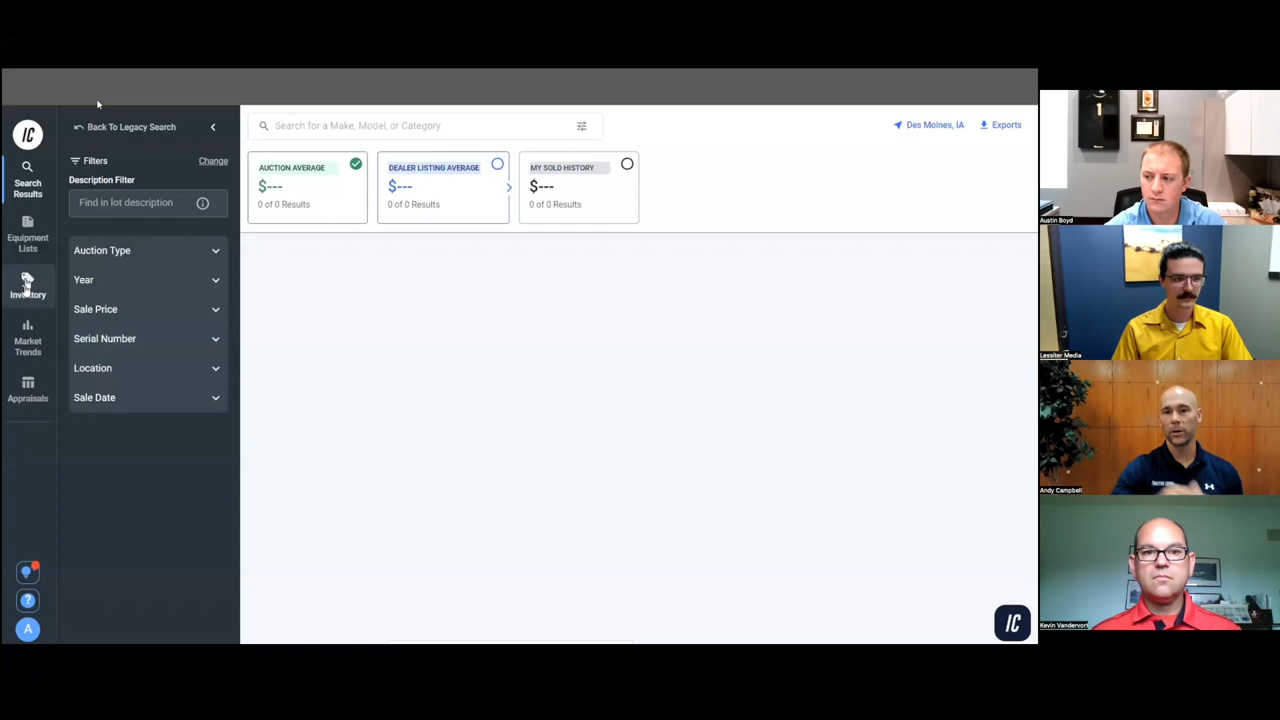 IC
Back To Legacy Search
Search for a Make, Model, or Category
Des Moines, IA
Exports
Search
Results
Equipment
Lists
Inventory
Market
Trends
Appraisals
A
Filters
Change
Description Filter
Find in lot description
Auction Type
Year
Sale Price
Serial Number
Location
Sale Date
AUCTION AVERAGE
$---
0 of 0 Results
DEALER LISTING AVERAGE
$---
0 of 0 Results
MY SOLD HISTORY
$---
0 of 0 Results
IC
Austin Boyd
Lessiter Media
Andy Campbell
Kevin Vandervort